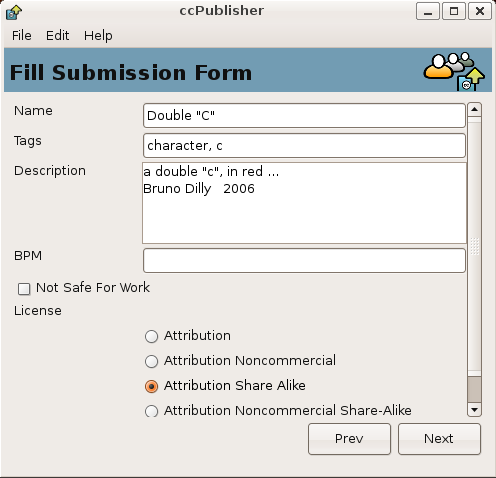 ccPublisher
File Edit Help
Fill Submission Form
Name Double "C"
Tags character, c
Description a double "c", in red ...
Bruno Dilly 2006
BPM
Not Safe For Work
License
Attribution
Attribution Noncommercial
Attribution Share Alike
Attribution Noncommercial Share-Alike
Prev Next